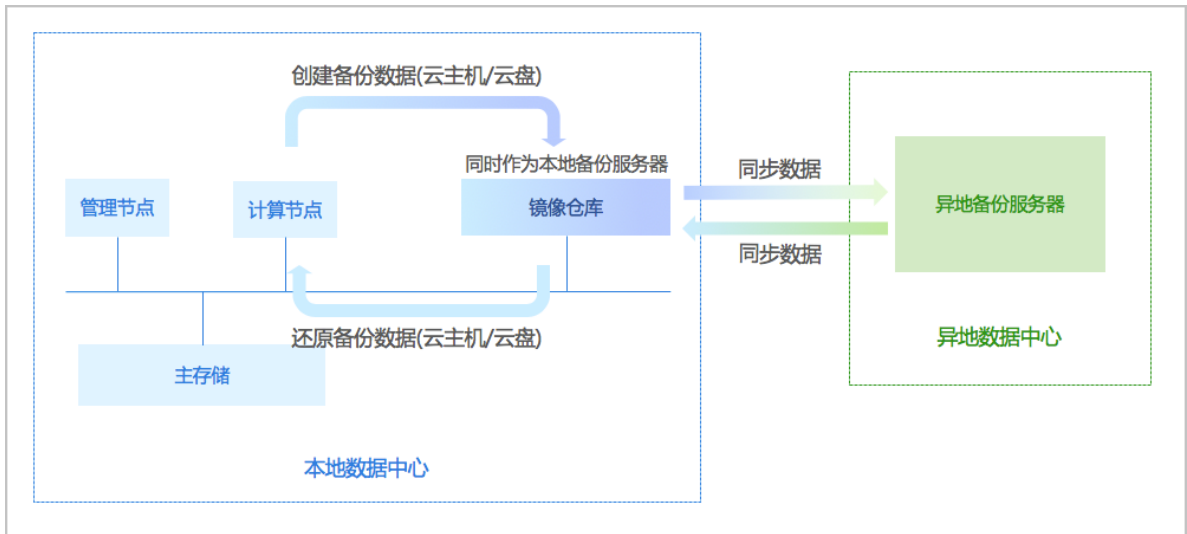 创建备份数据(云主机/云盘)
同时作为本地备份服务器
管理节点
计算节点
镜像仓库
同步数据
同步数据
异地备份服务器
还原备份数据(云主机/云盘)
主存储
异地数据中心
本地数据中心